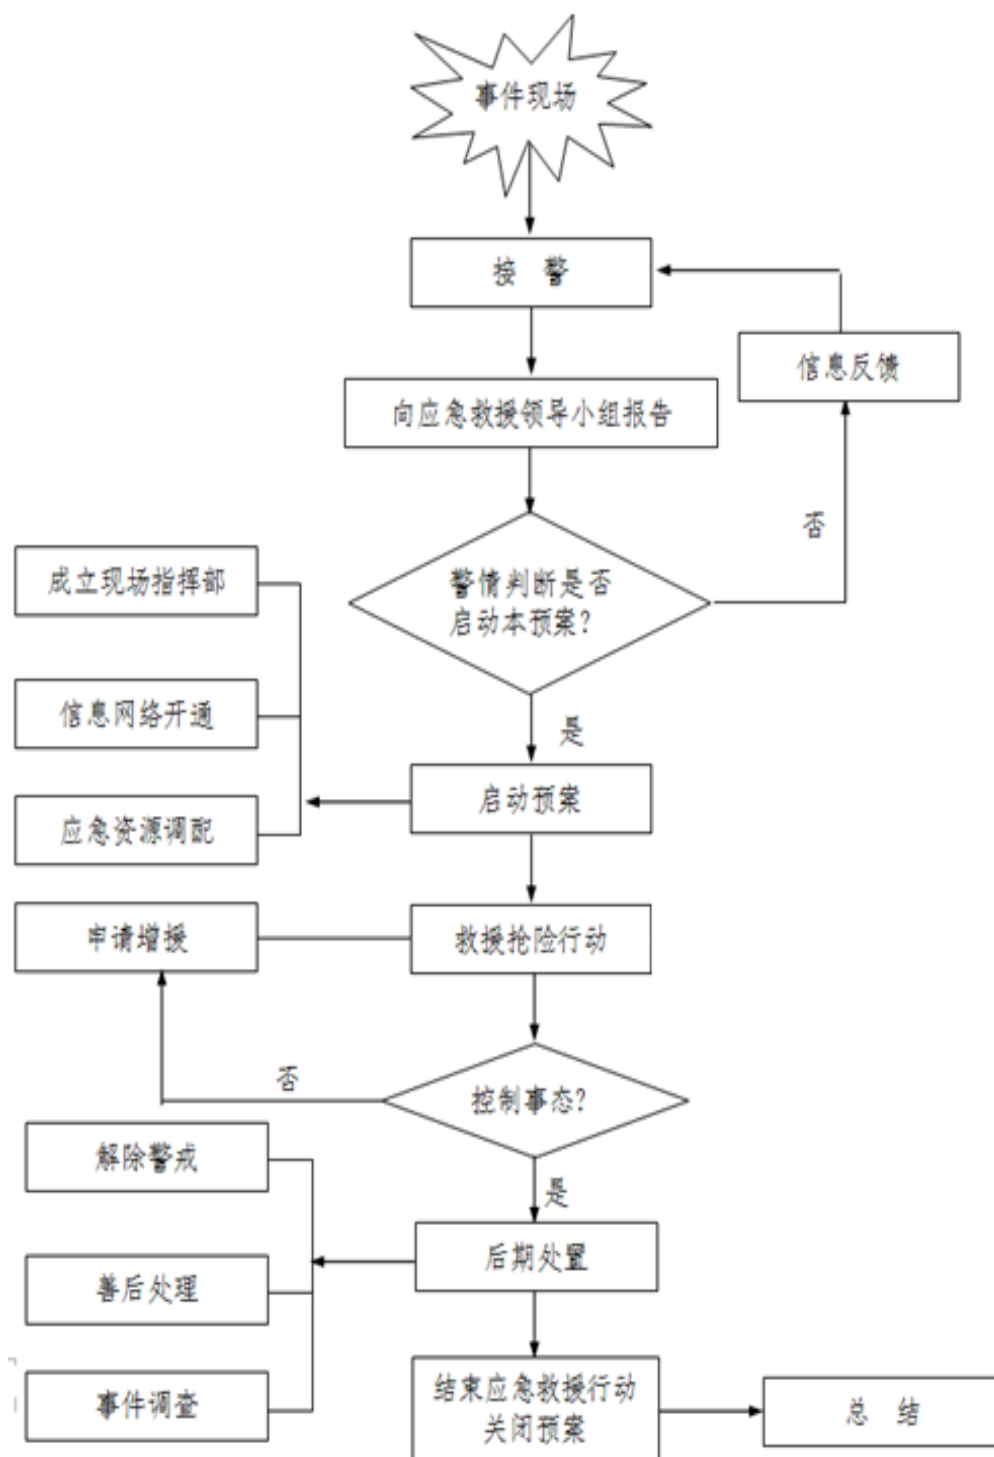 事件现场
接 警
信息反馈
向应急救援领导小组报告
否
警情判断是否
启动本预案?
成立现场指挥部
信息网络开通
是
启动预案
应急资源调配
申请增援
救援抢险行动
否
控制事态?
解除警戒
是
后期处置
善后处理
事件调查
结束应急救援行动
关闭预案
总 结